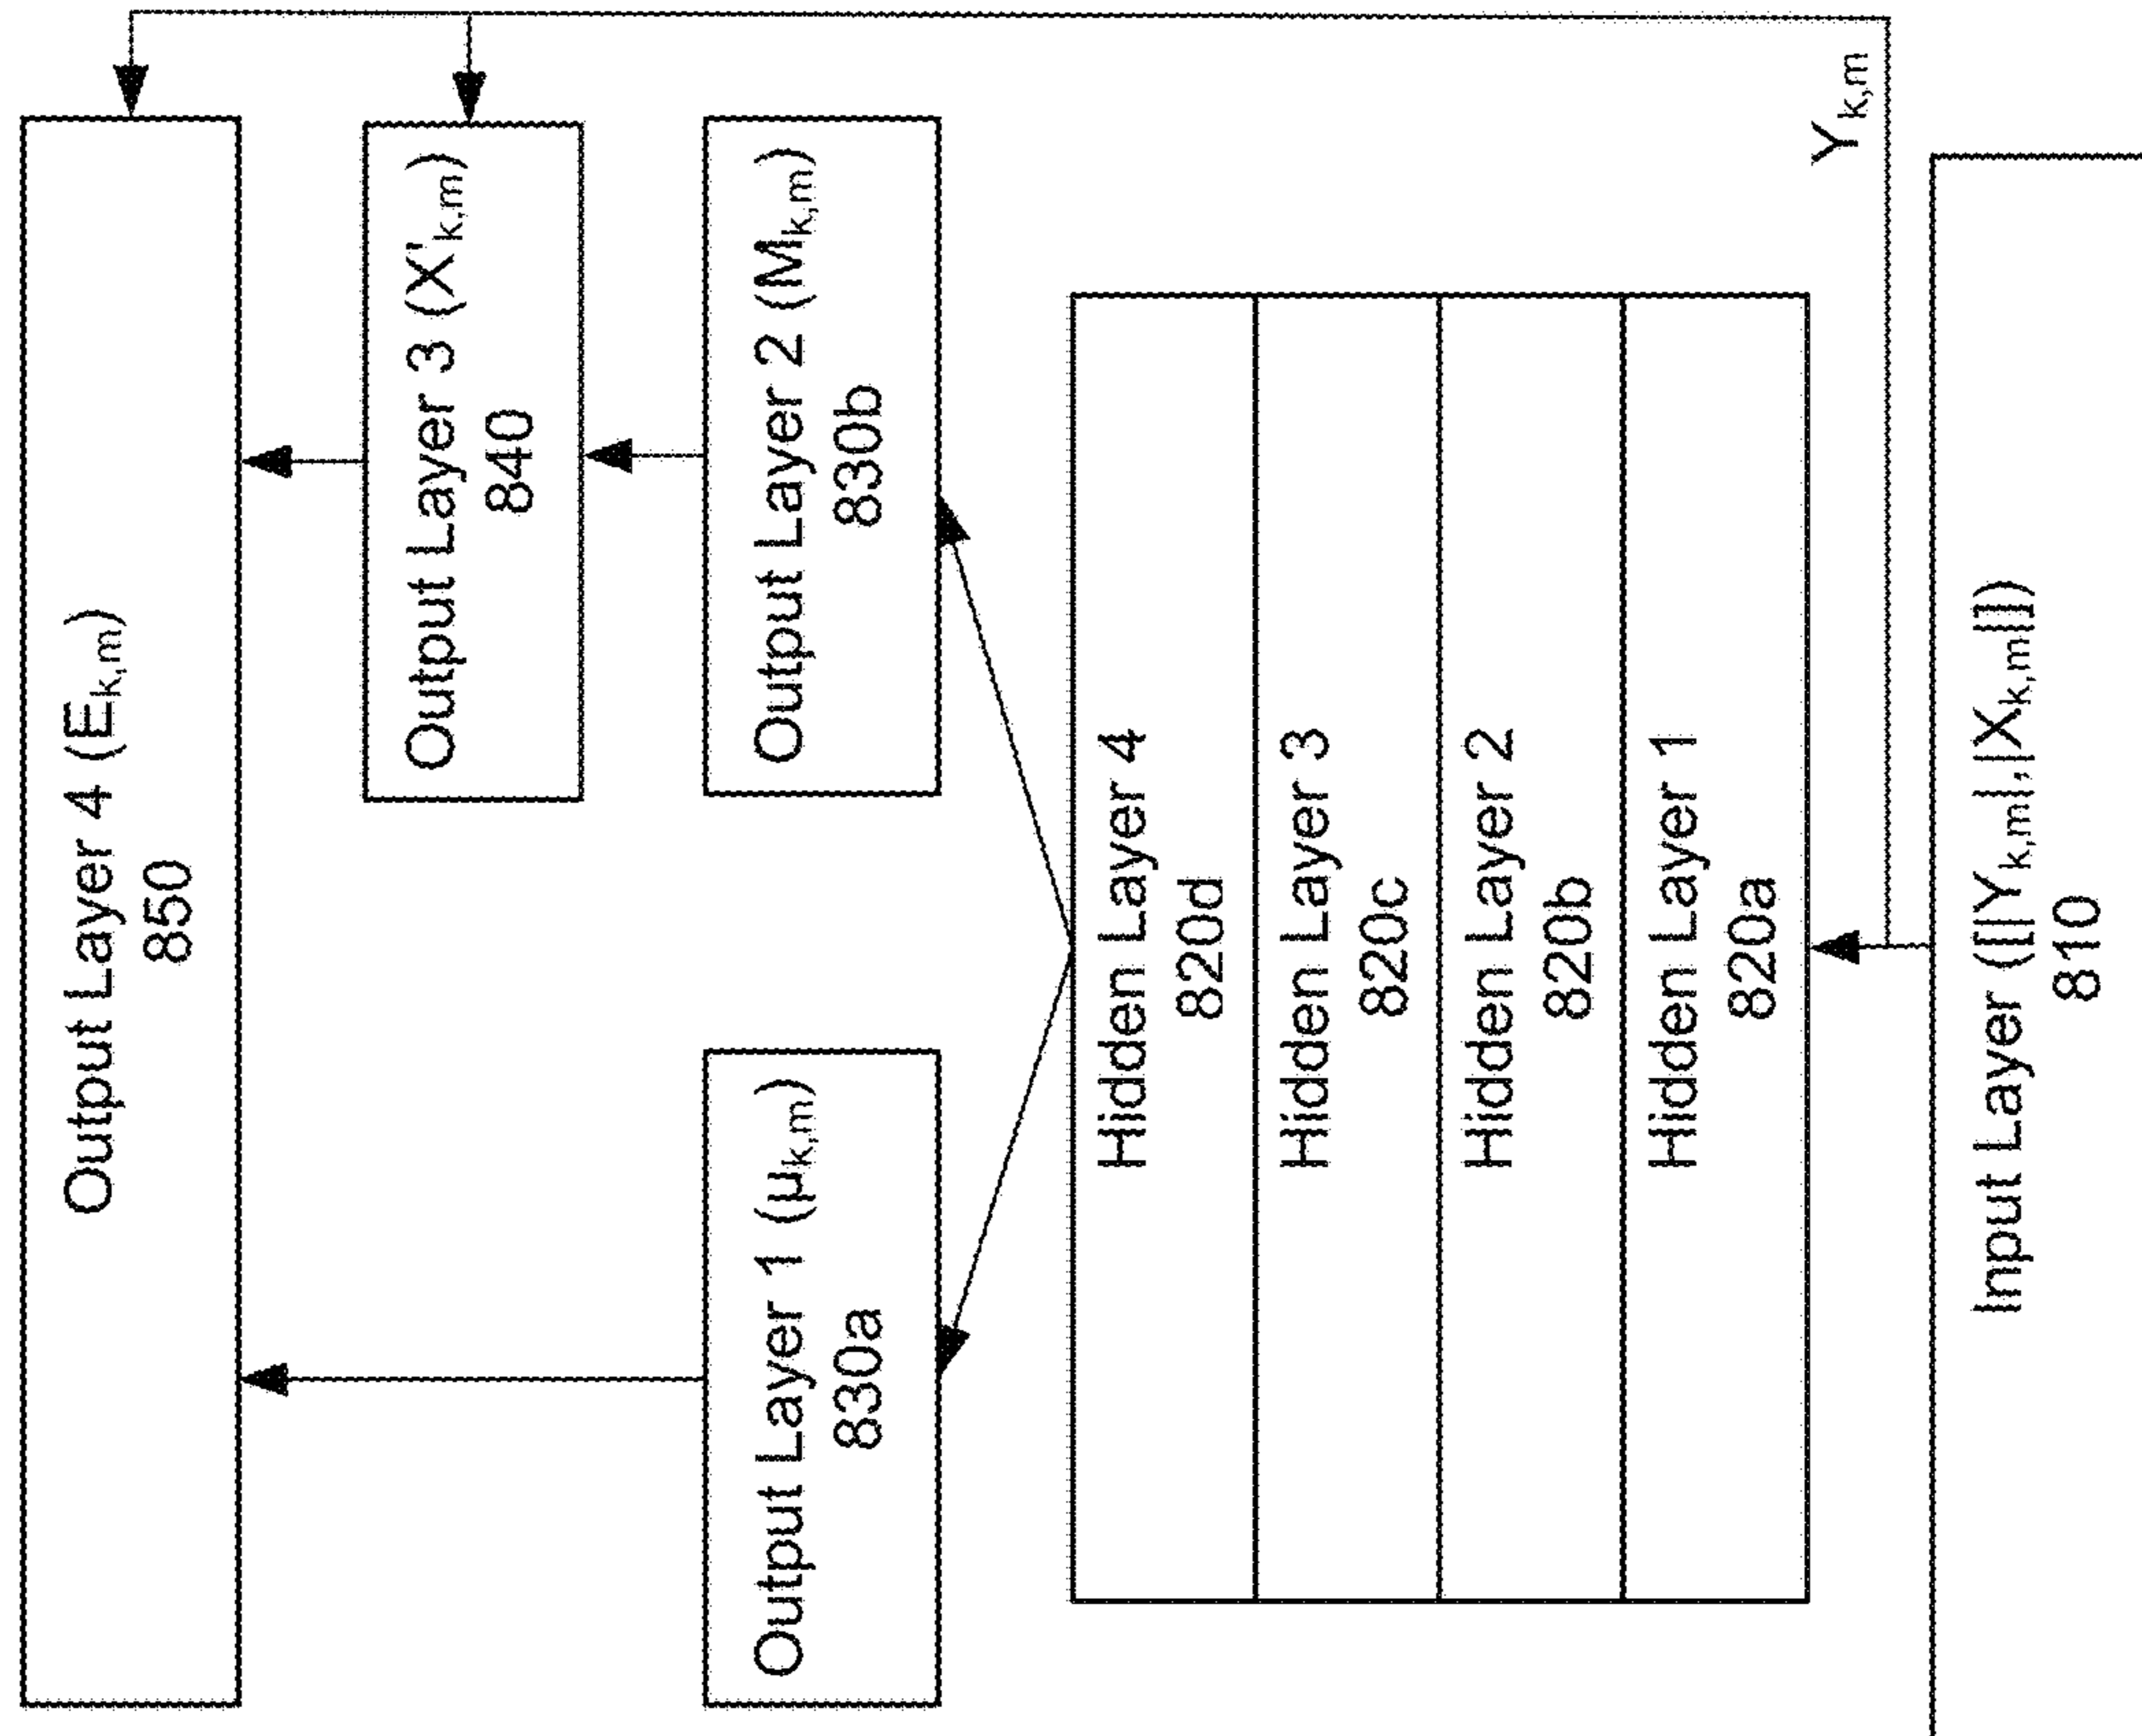 Output Layer 4 (Eₖ,ₘ)
850
Output Layer 3 (X'ₖ,ₘ)
840
Output Layer 1 (μₖ,ₘ)
830a
Output Layer 2 (Mₖ,ₘ)
830b
Hidden Layer 4
820d
Hidden Layer 3
820c
Hidden Layer 2
820b
Hidden Layer 1
820a
Yₖ,ₘ
Input Layer ([|Yₖ,ₘ|,|Xₖ,ₘ|])
810